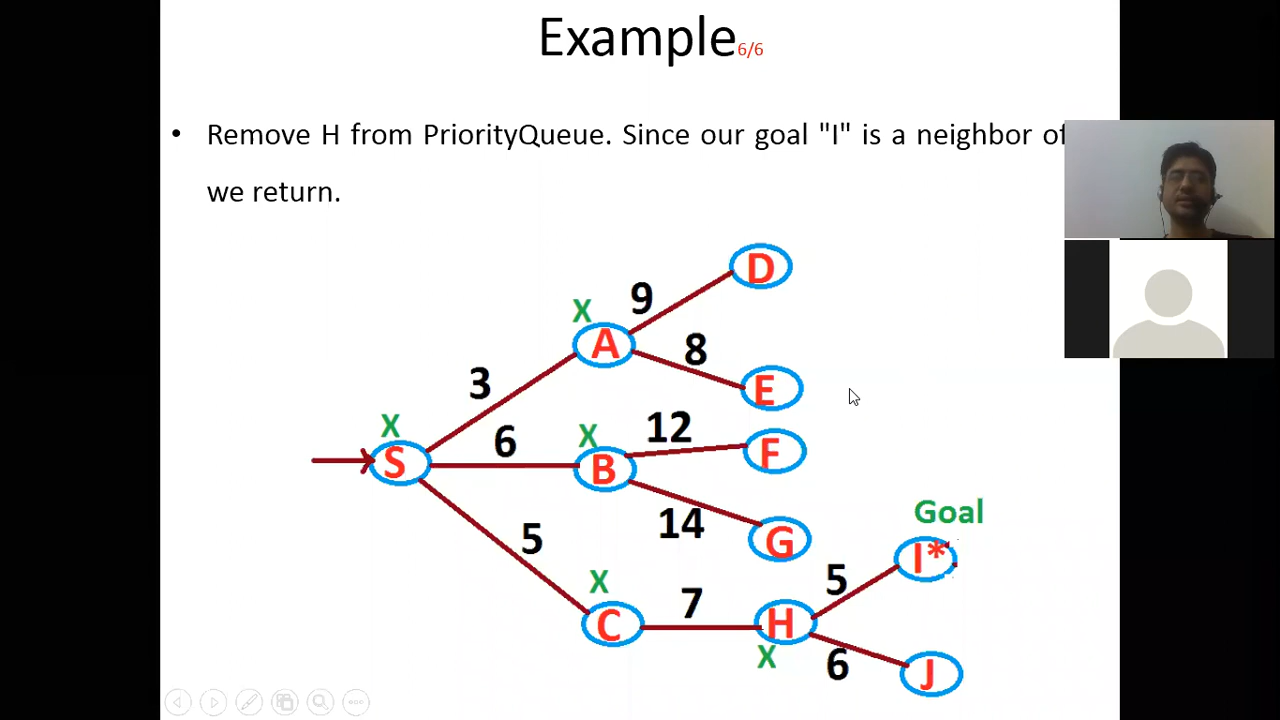 Example6/6
• Remove H from PriorityQueue. Since our goal "I" is a neighbor of
we return.
D
9
X
A
8
E
3
X
6
X
12
F
S
B
14
G
Goal
5
I*
X
5
7
C
H
X
6
J